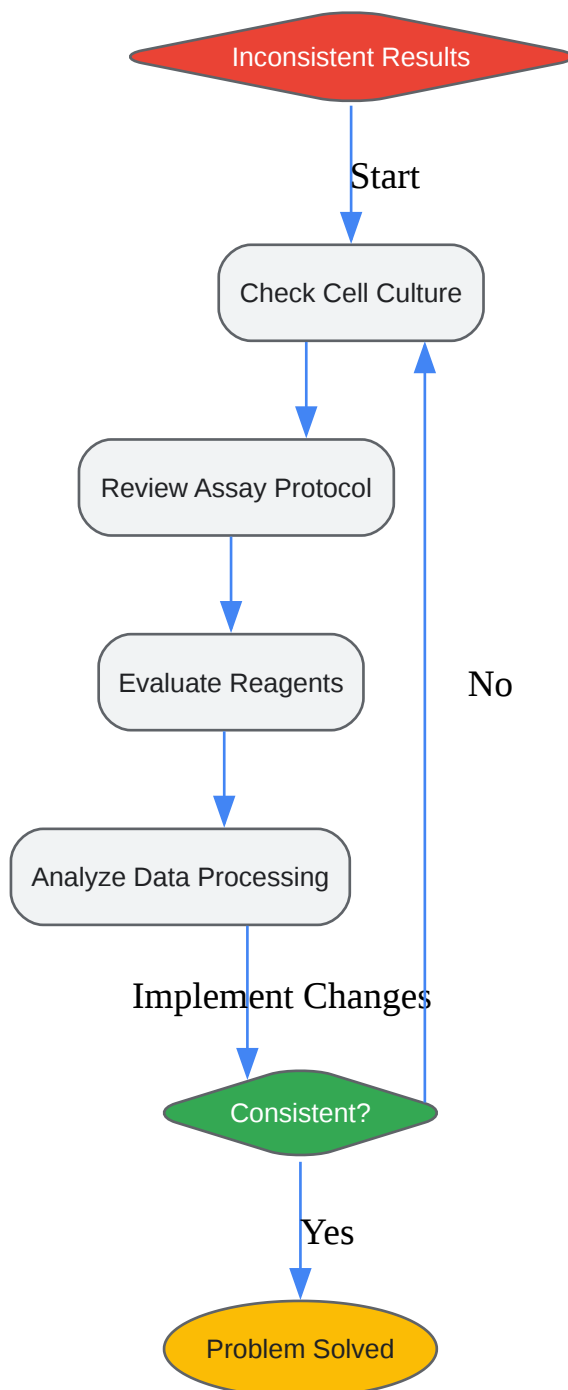 Inconsistent Results
Start
Check Cell Culture
Review Assay Protocol
Evaluate Reagents
No
Analyze Data Processing
Implement Changes
Consistent?
Yes
Problem Solved